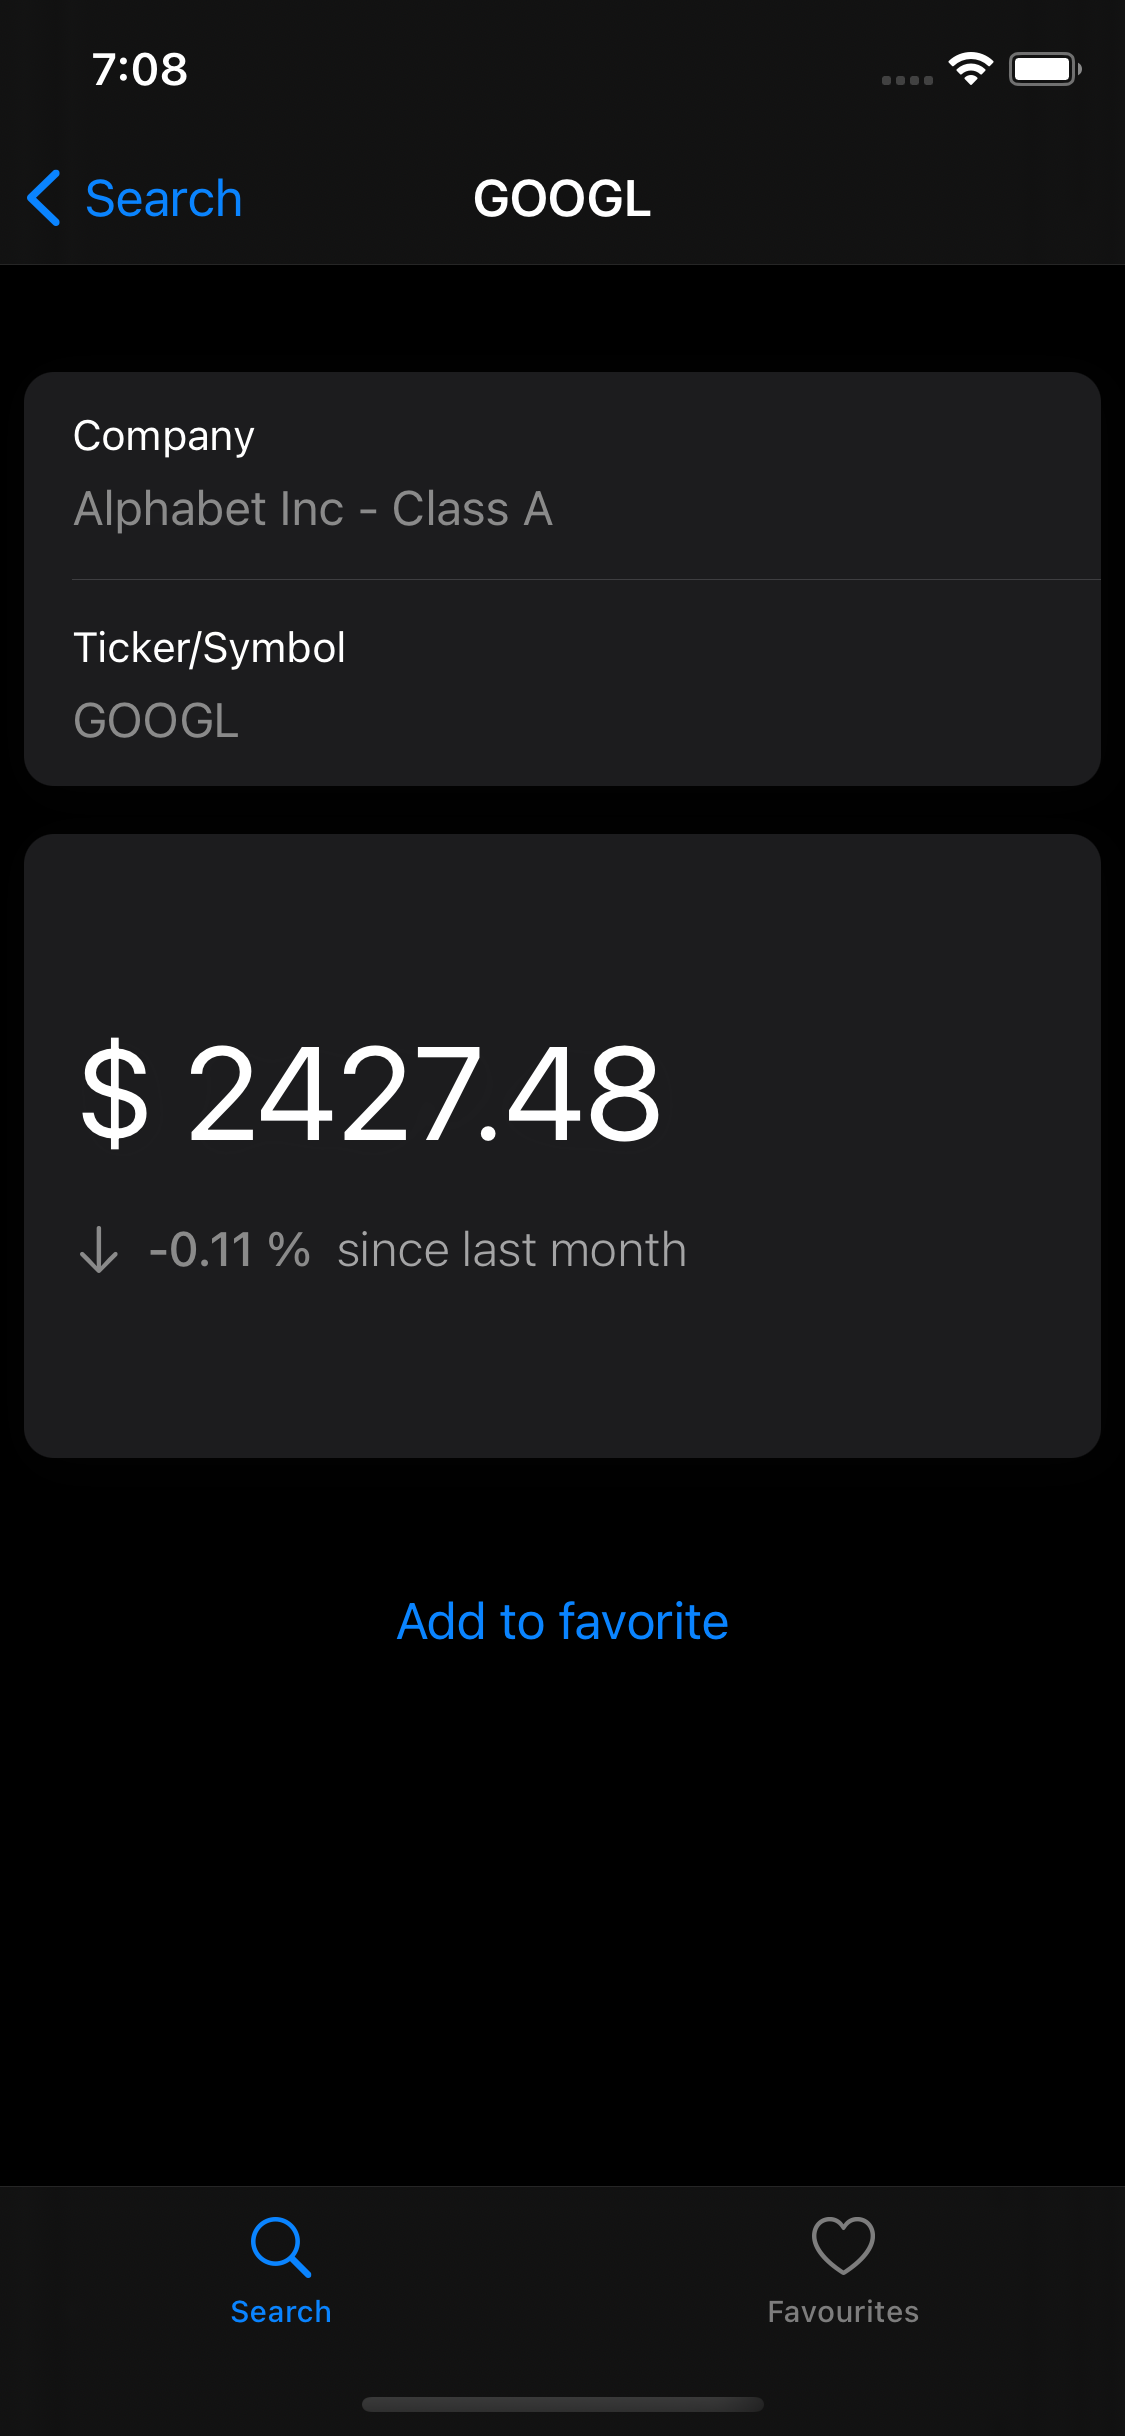 7:08
Search
GOOGL
Company
Alphabet Inc - Class A
Ticker/Symbol
GOOGL
$ 2427.48
-0.11 % since last month
Add to favorite
Search
Favourites